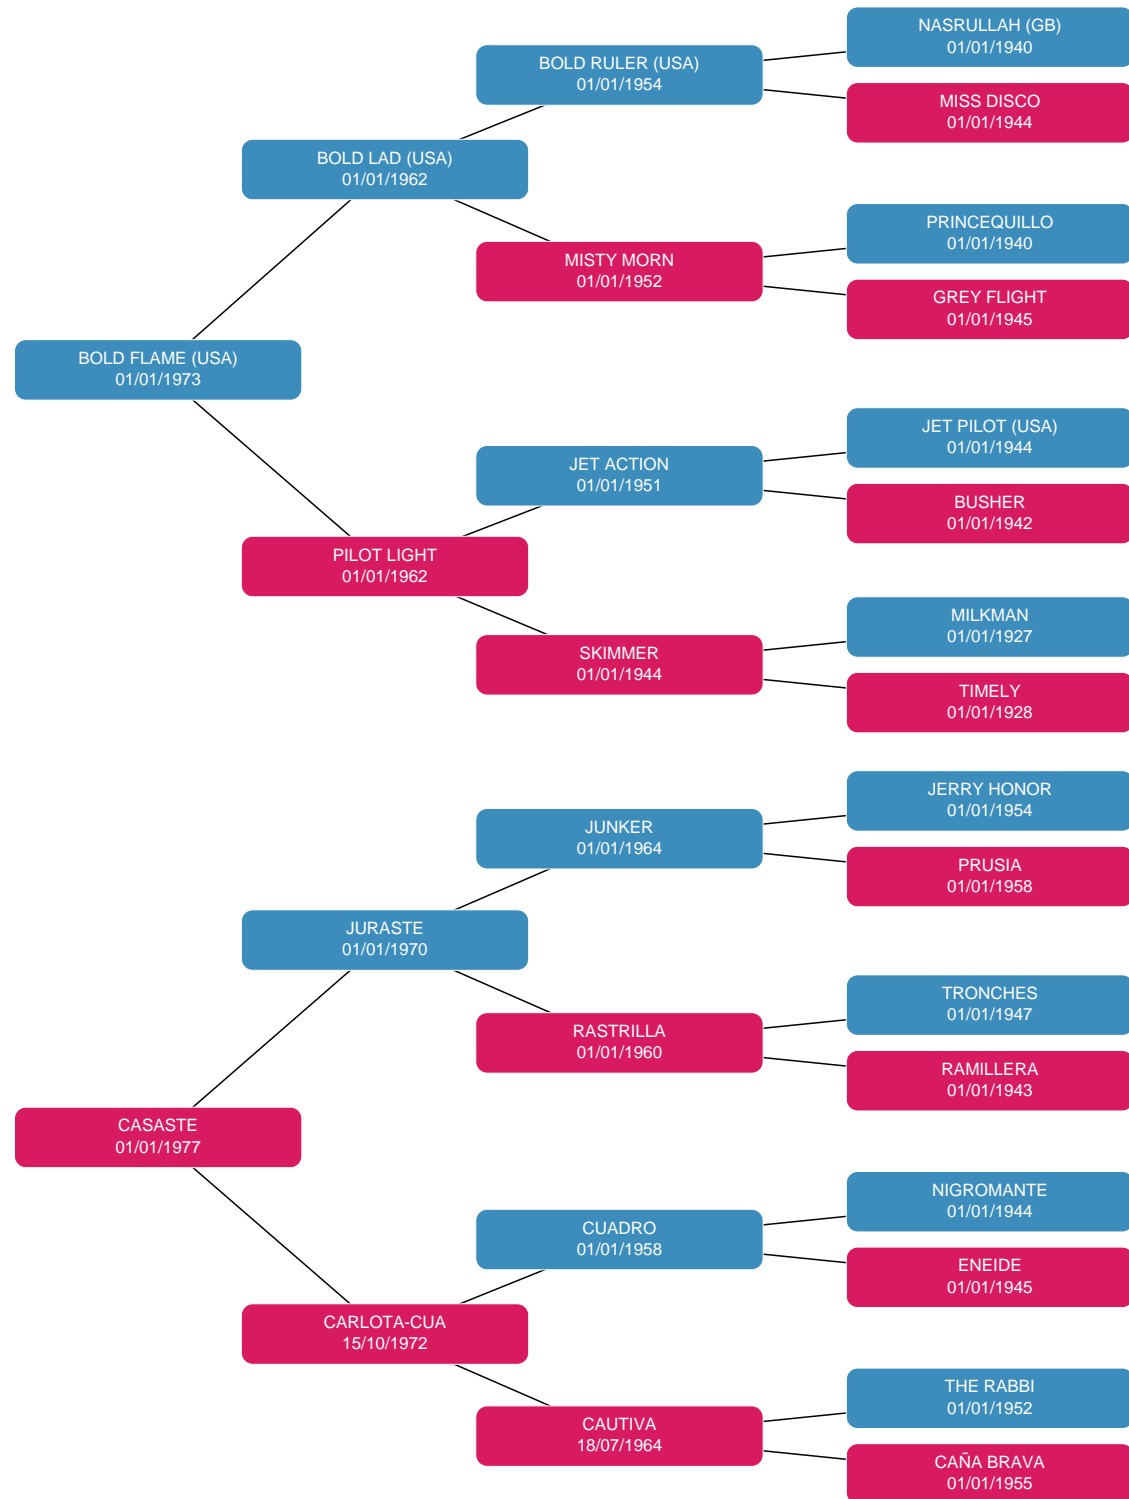 NASRULLAH (GB)
01/01/1940
BOLD RULER (USA)
01/01/1954
MISS DISCO
01/01/1944
BOLD LAD (USA)
01/01/1962
PRINCEQUILLO
01/01/1940
MISTY MORN
01/01/1952
GREY FLIGHT
01/01/1945
BOLD FLAME (USA)
01/01/1973
JET PILOT (USA)
01/01/1944
JET ACTION
01/01/1951
BUSHER
01/01/1942
PILOT LIGHT
01/01/1962
MILKMAN
01/01/1927
SKIMMER
01/01/1944
TIMELY
01/01/1928
JERRY HONOR
01/01/1954
JUNKER
01/01/1964
PRUSIA
01/01/1958
JURASTE
01/01/1970
TRONCHES
01/01/1947
RASTRILLA
01/01/1960
RAMILLERA
01/01/1943
CASASTE
01/01/1977
NIGROMANTE
01/01/1944
CUADRO
01/01/1958
ENEIDE
01/01/1945
CARLOTA-CUA
15/10/1972
THE RABBI
01/01/1952
CAUTIVA
18/07/1964
CAÑA BRAVA
01/01/1955